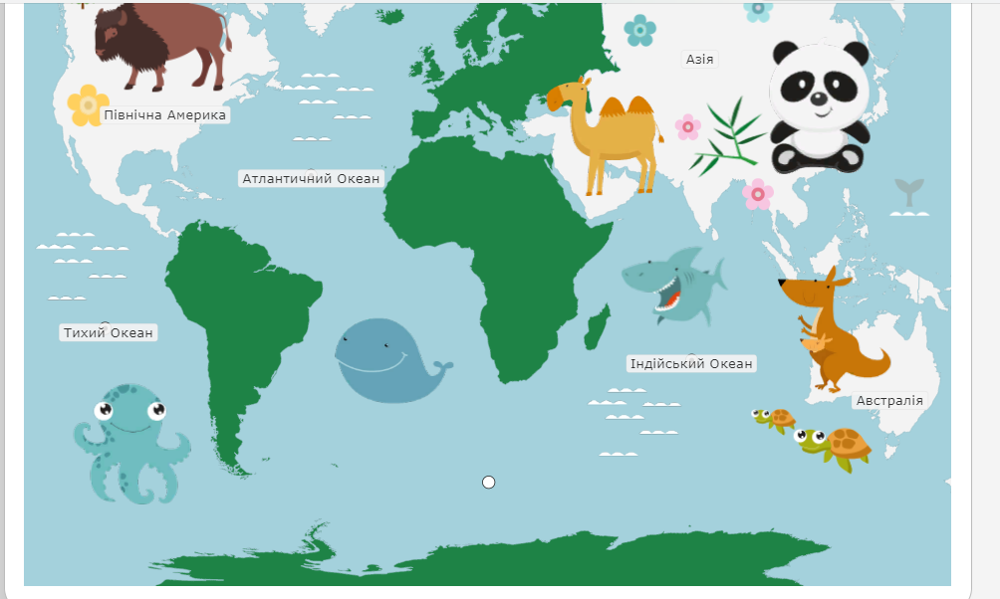 Азія
Північна Америка
Атлантичний Океан
Тихий Океан
Індійський Океан
Австралія